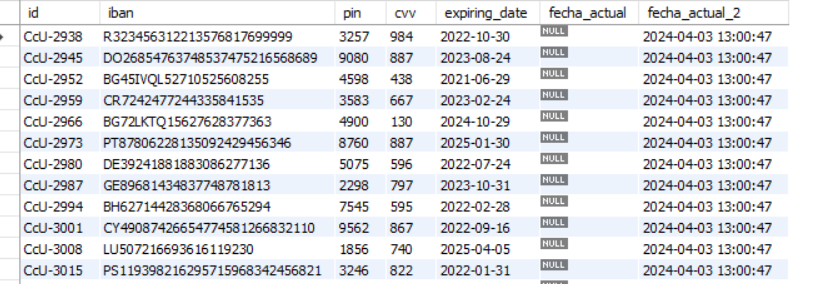 id iban pin cvv expiring_date fecha_actual fecha_actual_2
CcU-2938 R323456312213576817699999 3257 984 2022-10-30 NULL 2024-04-03 13:00:47
CcU-2945 DO26854763748537475216568689 9080 887 2023-08-24 NULL 2024-04-03 13:00:47
CcU-2952 BG45IVQL52710525608255 4598 438 2021-06-29 NULL 2024-04-03 13:00:47
CcU-2959 CR7242477244335841535 3583 667 2023-02-24 NULL 2024-04-03 13:00:47
CcU-2966 BG72LKTQ15627628377363 4900 130 2024-10-29 NULL 2024-04-03 13:00:47
CcU-2973 PT87806228135092429456346 8760 887 2025-01-30 NULL 2024-04-03 13:00:47
CcU-2980 DE39241881883086277136 5075 596 2022-07-24 NULL 2024-04-03 13:00:47
CcU-2987 GE89681434837748781813 2298 797 2023-10-31 NULL 2024-04-03 13:00:47
CcU-2994 BH62714428368066765294 7545 595 2022-02-28 NULL 2024-04-03 13:00:47
CcU-3001 CY49087426654774581266832110 9562 867 2022-09-16 NULL 2024-04-03 13:00:47
CcU-3008 LU507216693616119230 1856 740 2025-04-05 NULL 2024-04-03 13:00:47
CcU-3015 PS119398216295715968342456821 3246 822 2022-01-31 NULL 2024-04-03 13:00:47